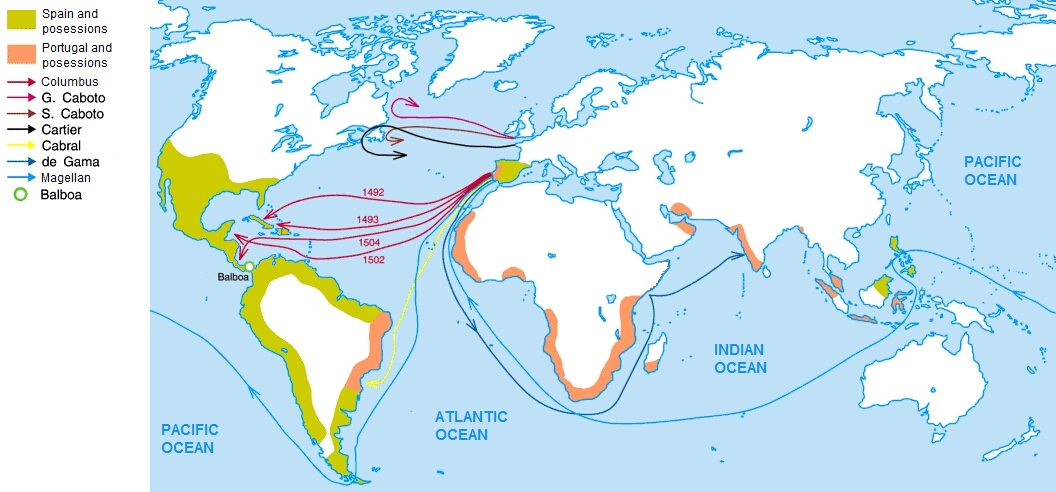 Spain and
posessions
Portugal and
posessions
Columbus
G. Caboto
S. Caboto
Cartier
Cabral
de Gama
Magellan
Balboa
1492
1493
1504
1502
Balboa
PACIFIC
OCEAN
INDIAN
OCEAN
ATLANTIC
OCEAN
PACIFIC
OCEAN